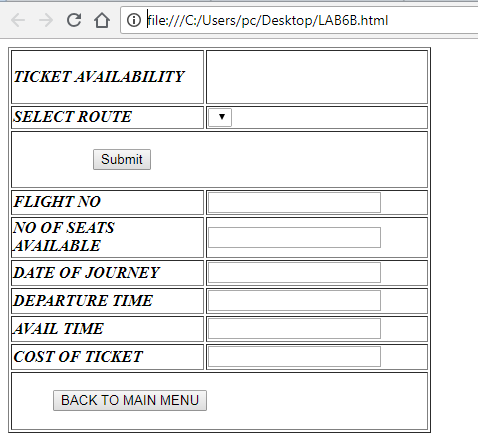 file:///C:/Users/pc/Desktop/LAB6B.html
TICKET AVAILABILITY
SELECT ROUTE
Submit
FLIGHT NO
NO OF SEATS
AVAILABLE
DATE OF JOURNEY
DEPARTURE TIME
AVAIL TIME
COST OF TICKET
BACK TO MAIN MENU